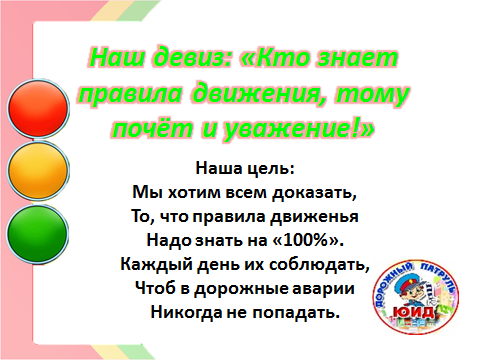 Наш девиз: «Кто знает
правила движения, тому
почёт и уважение!»
Наша цель:
Мы хотим всем доказать,
То, что правила движенья
Надо знать на «100%».
Каждый день их соблюдать,
Чтоб в дорожные аварии
Никогда не попадать.
ДОРОЖНЫЙ ПАТРУЛЬ
ЮИД